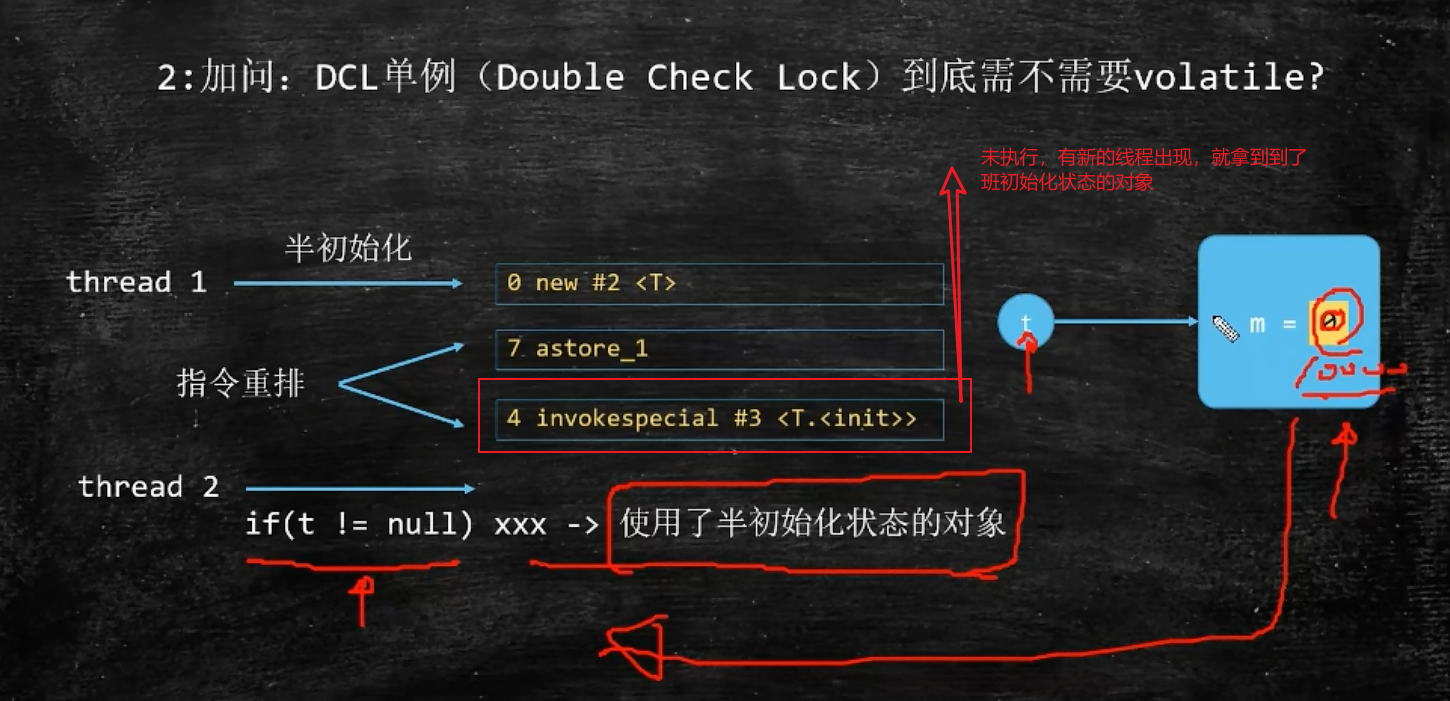 2:加问：DCL单例（Double Check Lock）到底需不需要volatile?
未执行，有新的线程出现，就拿到到了
班初始化状态的对象
半初始化
thread 1
0 new #2 <T>
t
m =
7 astore_1
指令重排
4 invokespecial #3 <T.<init>>
thread 2
if(t != null) xxx -> 使用了半初始化状态的对象